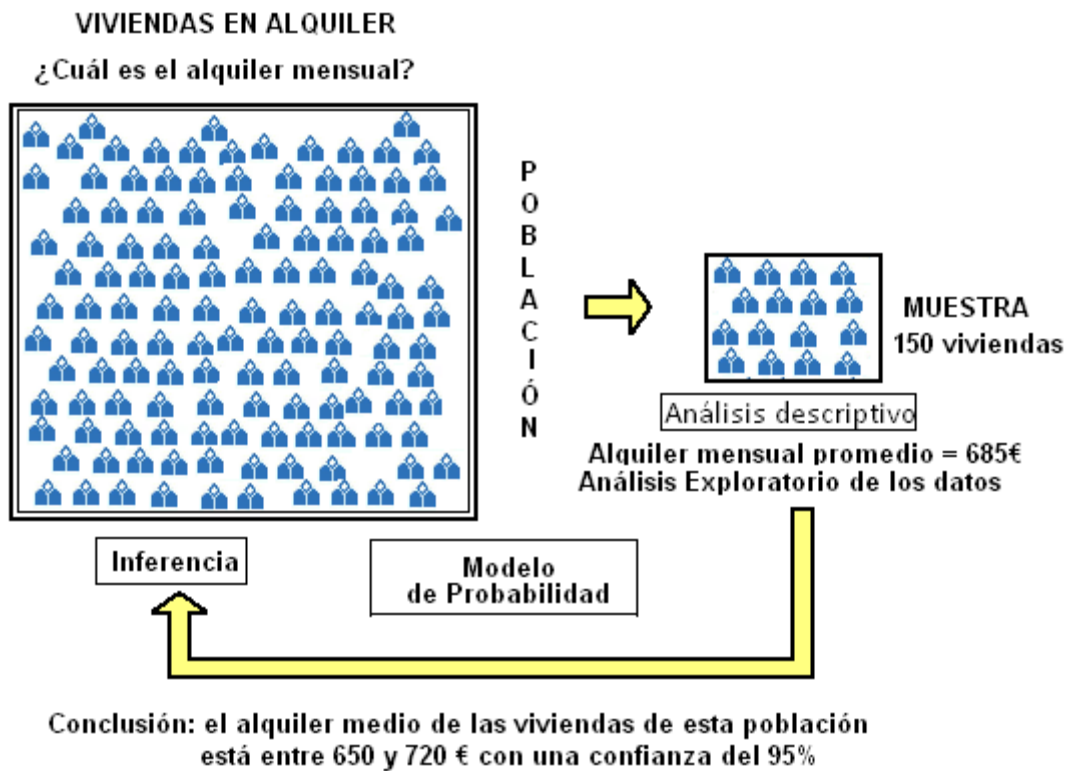 VIVIENDAS EN ALQUILER
¿Cuál es el alquiler mensual?
POBLACIÓN
MUESTRA
150 viviendas
Análisis descriptivo
Alquiler mensual promedio = 685€
Análisis Exploratorio de los datos
Inferencia
Modelo
de Probabilidad
Conclusión: el alquiler medio de las viviendas de esta población
está entre 650 y 720 € con una confianza del 95%